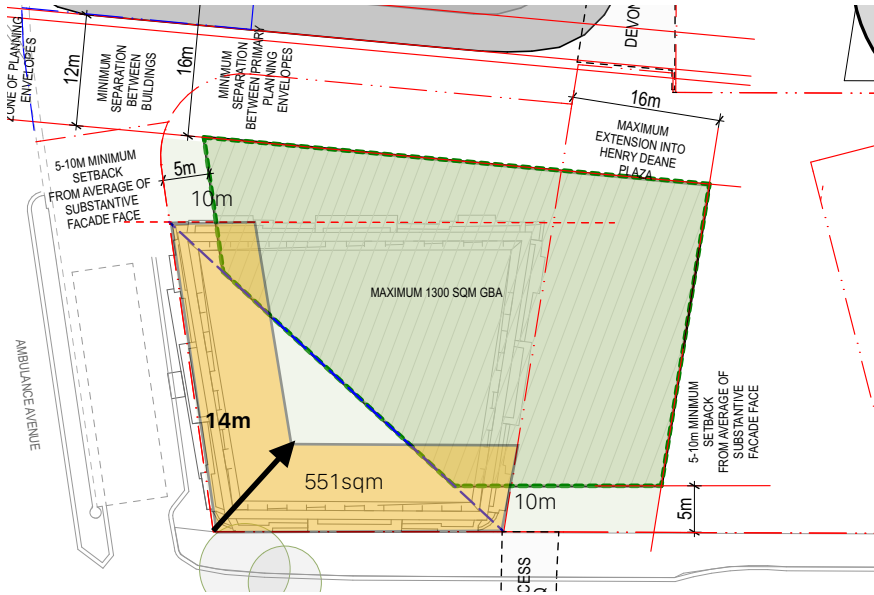 ZONE OF PLANNING
ENVELOPES
12m
MINIMUM
SEPARATION
BETWEEN
BUILDINGS
16m
MINIMUM
SEPARATION
BETWEEN PRIMARY
PLANNING
ENVELOPES
DEVON
16m
MAXIMUM
EXTENSION INTO
HENRY DEANE
PLAZA
5-10M MINIMUM
SETBACK
FROM AVERAGE OF
SUBSTANTIVE
FACADE FACE
5m
10m
MAXIMUM 1300 SQM GBA
AMBULANCE AVENUE
14m
551sqm
10m
5-10m MINIMUM
SETBACK
FROM AVERAGE OF
SUBSTANTIVE
FACADE FACE
5m
CESS